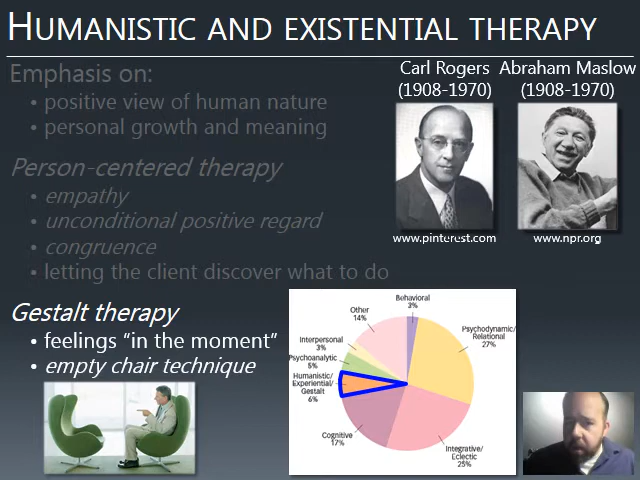 HUMANISTIC AND EXISTENTIAL THERAPY
Emphasis on:
• positive view of human nature
• personal growth and meaning
Person-centered therapy
• empathy
• unconditional positive regard
• congruence
• letting the client discover what to do
Gestalt therapy
• feelings "in the moment"
• empty chair technique
Carl Rogers
(1908-1970)
www.pinterest.com
Abraham Maslow
(1908-1970)
www.npr.org
Behavioral
3%
Psychodynamic/
Relational
27%
Integrative/
Eclectic
25%
Cognitive
17%
Humanistic/
Experiential/
Gestalt
6%
Psychoanalytic
5%
Interpersonal
3%
Other
14%